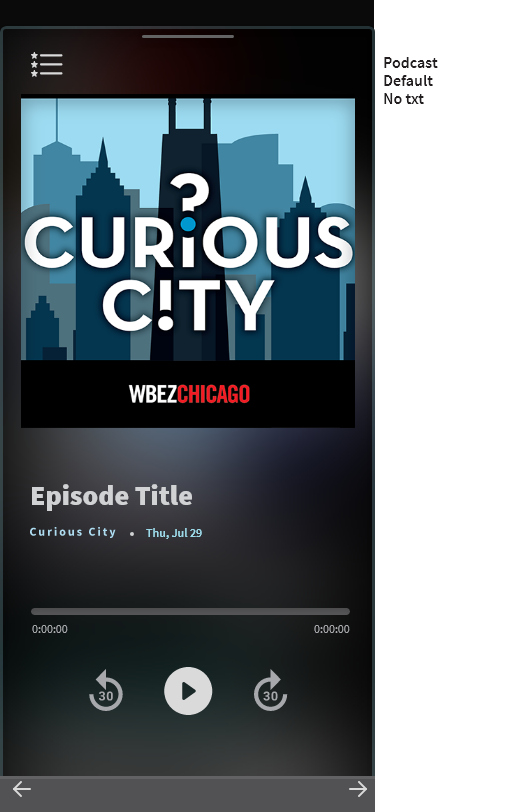 Podcast
Default
No txt
CURiOUS
C!TY
WBEZCHICAGO
Episode Title
Curious City • Thu, Jul 29
0:00:00 0:00:00
30 30